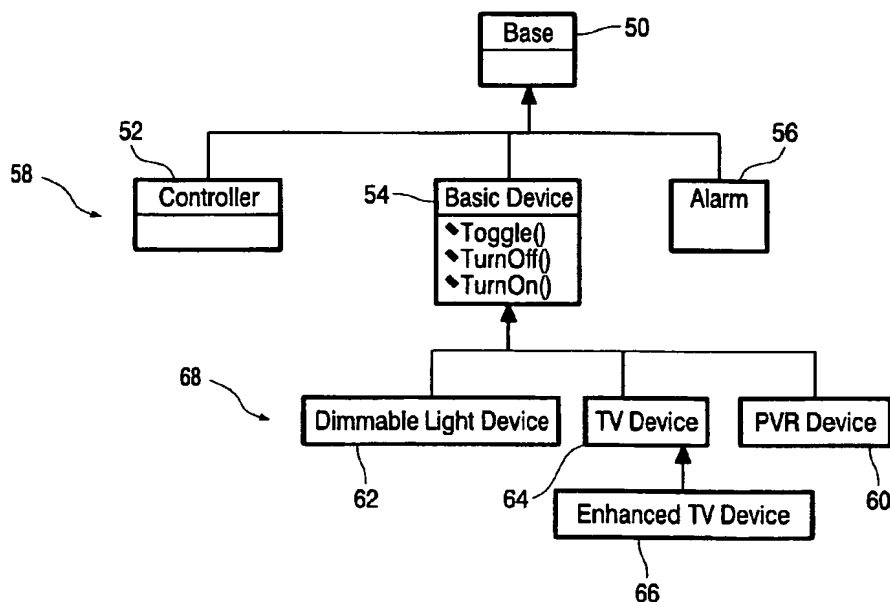 Base
50
52
56
58
Controller
54
Basic Device
Alarm
Toggle()
TurnOff()
TurnOn()
68
Dimmable Light Device
TV Device
PVR Device
62
64
60
Enhanced TV Device
66